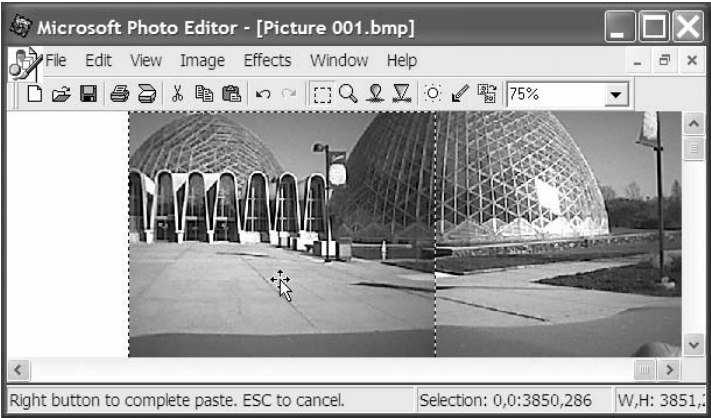 Microsoft Photo Editor - [Picture 001.bmp]
File Edit View Image Effects Window Help
75%
Right button to complete paste. ESC to cancel. Selection: 0,0:3850,286 W,H: 3851,2